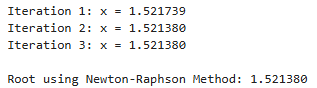 Iteration 1: x = 1.521739
Iteration 2: x = 1.521380
Iteration 3: x = 1.521380
Root using Newton-Raphson Method: 1.521380